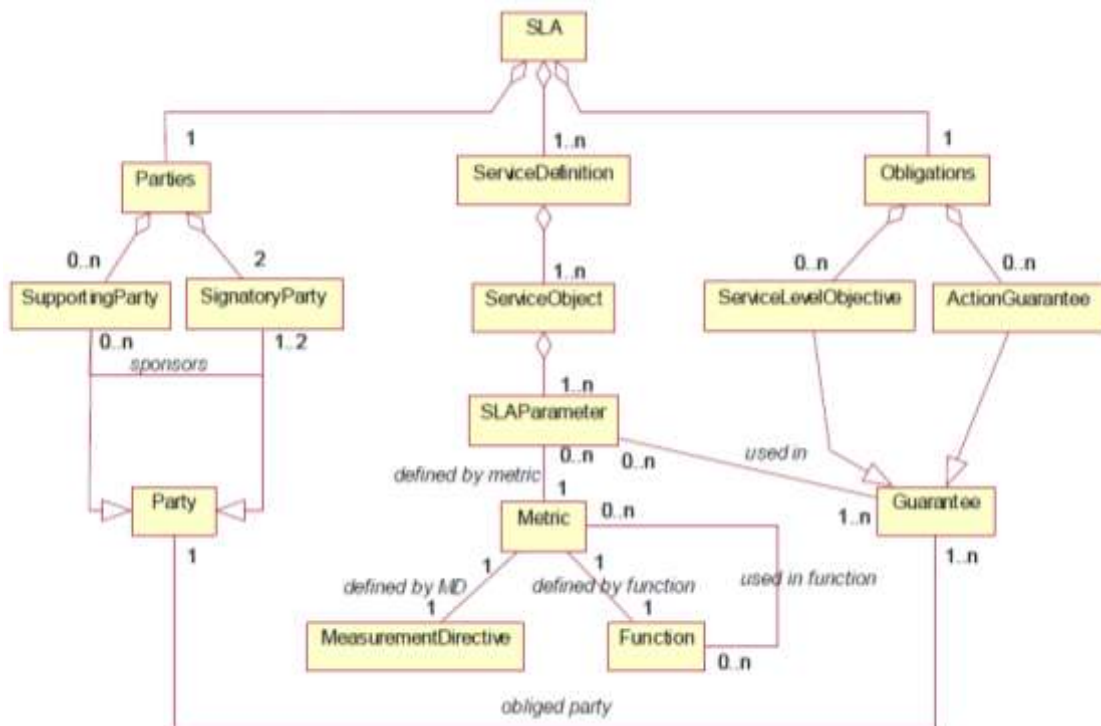 SLA
1
1..n
1
Parties
ServiceDefinition
Obligations
0..n
2
1..n
0..n
0..n
SupportingParty
SignatoryParty
ServiceObject
ServiceLevelObjective
ActionGuarantee
0..n
1..2
sponsors
1..n
SLAParameter
used in
0..n
0..n
defined by metric
1
Party
Metric
0..n
1..n
Guarantee
1
1
1
1..n
defined by MD
defined by function
used in function
1
1
MeasurementDirective
Function
0..n
obliged party